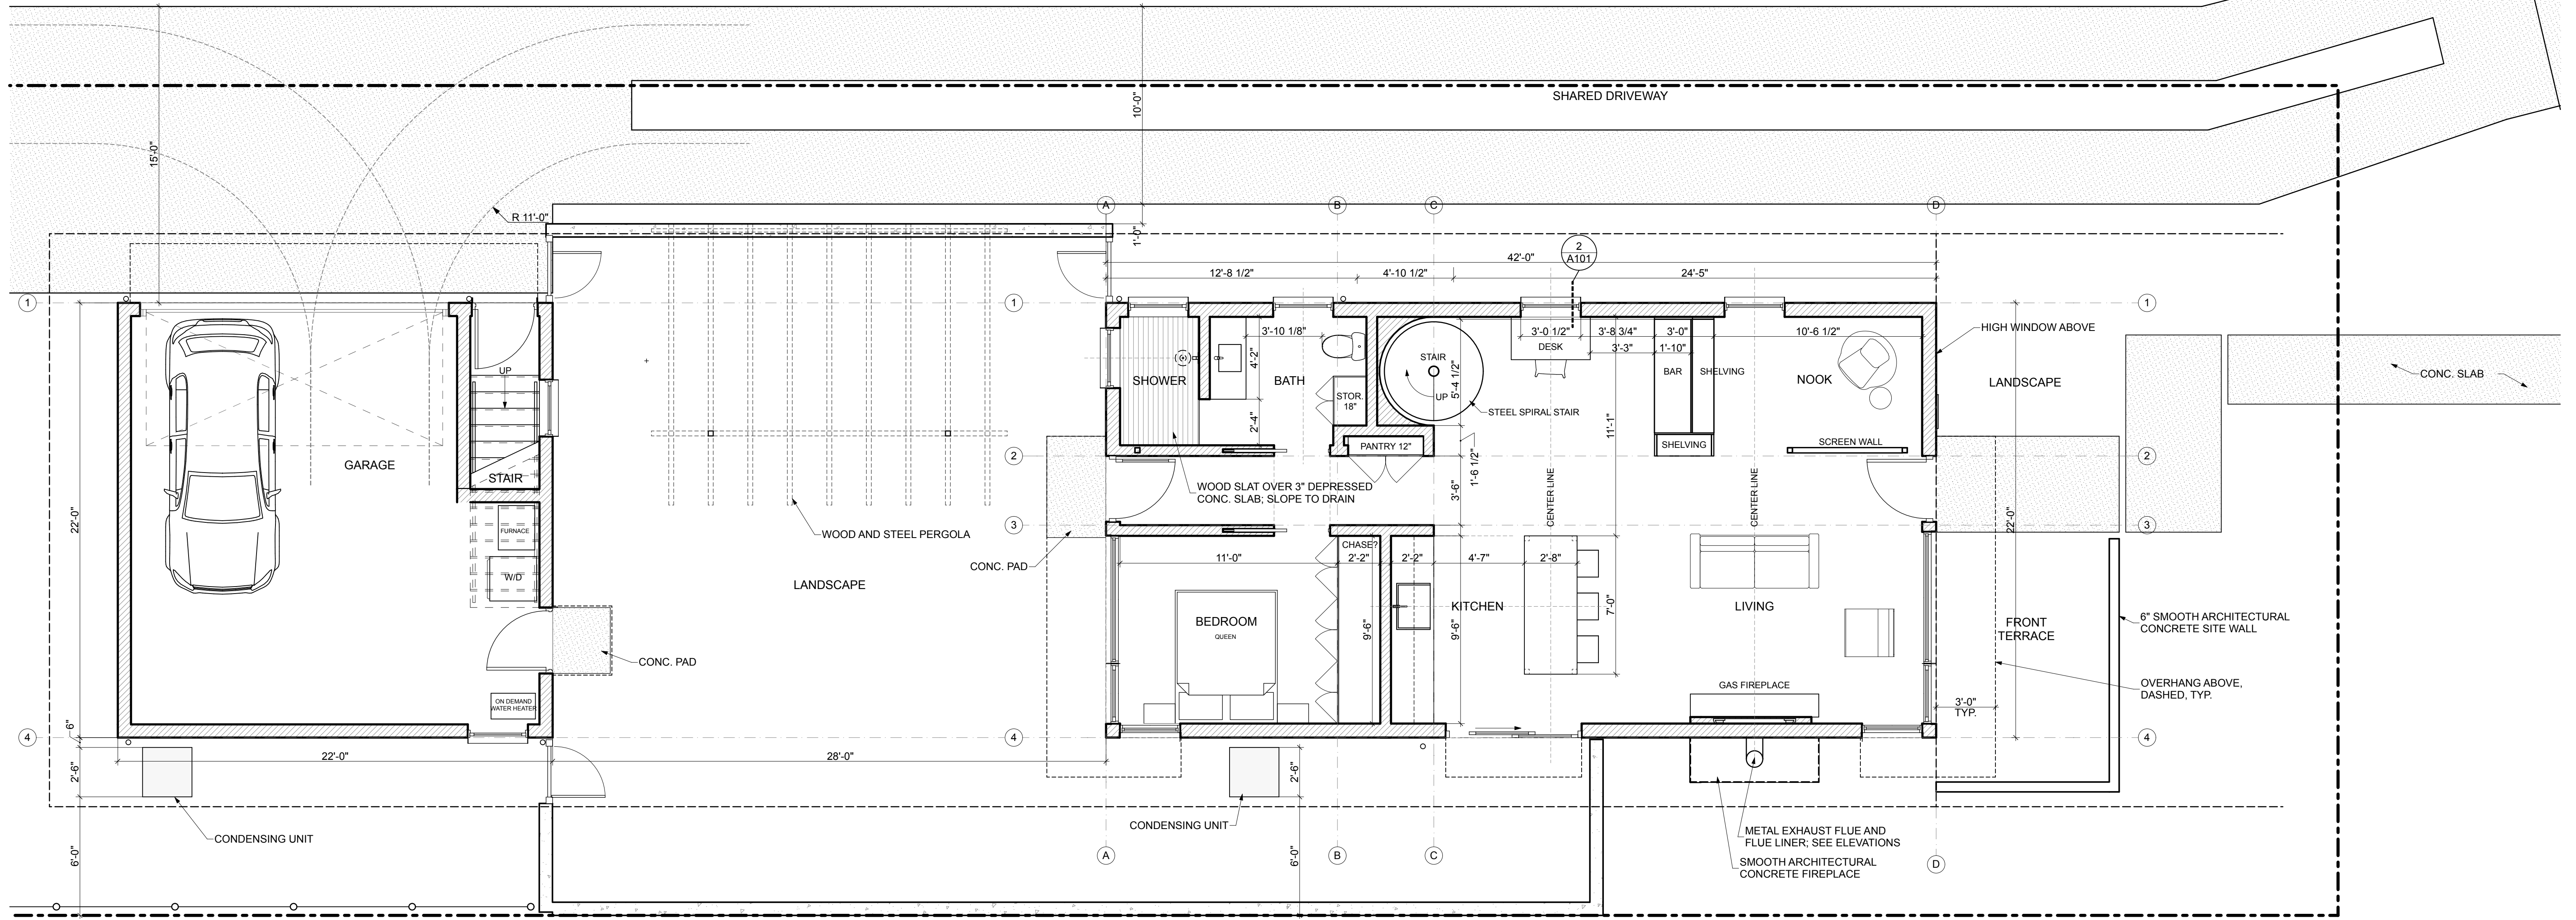 SHARED DRIVEWAY
15'-0"
10'-0"
R 11'-0"
1'-0"
A
B
C
D
2
A101
42'-0"
12'-8 1/2"
4'-10 1/2"
24'-5"
1
1
1
HIGH WINDOW ABOVE
3'-10 1/8"
4'-2"
2'-4"
SHOWER
BATH
STOR.
18"
STAIR
UP
5'-4 1/2"
STEEL SPIRAL STAIR
3'-0 1/2"
3'-8 3/4"
3'-0"
10'-6 1/2"
DESK
3'-3"
1'-10"
BAR
SHELVING
NOOK
LANDSCAPE
CONC. SLAB
11'-1"
SHELVING
SCREEN WALL
PANTRY 12"
1'-6 1/2"
3'-6"
2
2
3
3
UP
GARAGE
STAIR
FURNACE
W/D
22'-0"
WOOD SLAT OVER 3" DEPRESSED
CONC. SLAB; SLOPE TO DRAIN
CENTER LINE
CENTER LINE
WOOD AND STEEL PERGOLA
LANDSCAPE
CONC. PAD
CHASE?
11'-0"
2'-2"
2'-2"
4'-7"
2'-8"
22'-0"
BEDROOM
QUEEN
9'-6"
KITCHEN
9'-6"
7'-0"
LIVING
FRONT
TERRACE
6" SMOOTH ARCHITECTURAL
CONCRETE SITE WALL
CONC. PAD
GAS FIREPLACE
OVERHANG ABOVE,
DASHED, TYP.
3'-0"
TYP.
ON DEMAND
WATER HEATER
6"
4
4
4
22'-0"
28'-0"
2'-6"
2'-6"
CONDENSING UNIT
CONDENSING UNIT
METAL EXHAUST FLUE AND
FLUE LINER; SEE ELEVATIONS
SMOOTH ARCHITECTURAL
CONCRETE FIREPLACE
6'-0"
6'-0"
A
B
C
D